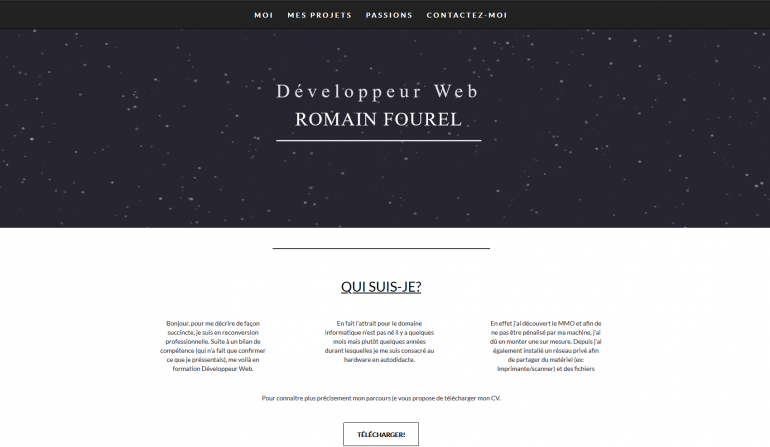 MOI MES PROJETS PASSIONS CONTACTEZ-MOI
Développeur Web
ROMAIN FOUREL
QUI SUIS-JE?
Bonjour, pour me décrire de façon
succincte, je suis en reconversion
professionnelle. Suite à un bilan de
compétence (qui n'a fait que confirmer
ce que je préssentais), me voilà en
formation Développeur Web.
En fait l'attrait pour le domaine
informatique n'est pas né il y a quelques
mois mais plutôt quelques années
durant lesquelles je me suis consacré au
hardware en autodidacte.
En effet j'ai découvert le MMO et afin de
ne pas être pénalisé par ma machine, j'ai
dû en monter une sur mesure. Depuis j'ai
également installé un réseau privé afin
de partager du matériel (ex:
Imprimante/scanner) et des fichiers
Pour connaitre plus précisement mon parcours je vous propose de télécharger mon CV.
TÉLÉCHARGER!